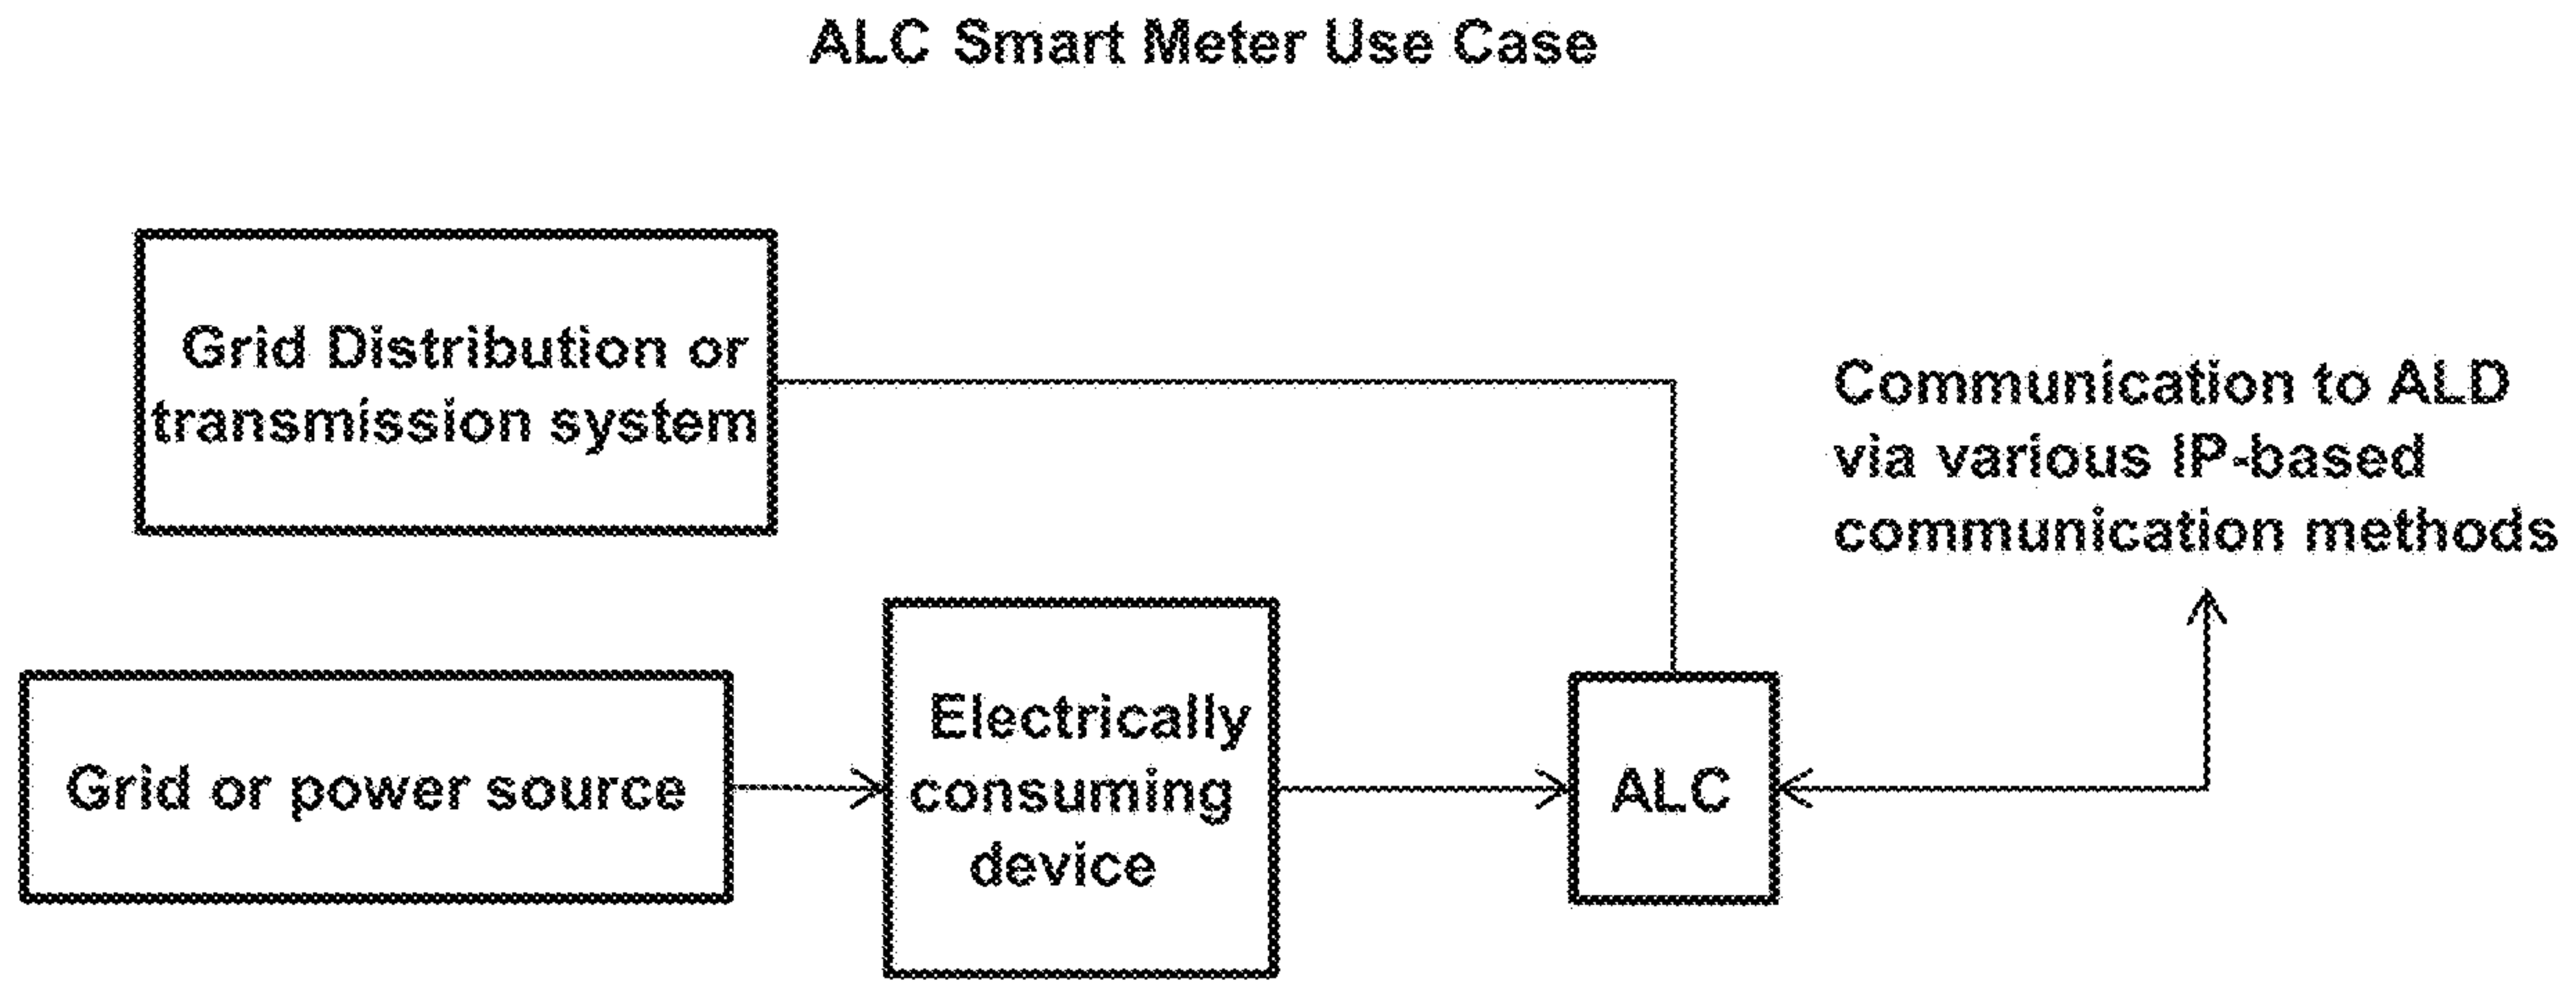 ALC Smart Meter Use Case
Grid Distribution or
transmission system
Communication to ALD
via various IP-based
communication methods
Grid or power source
Electrically
consuming
device
ALC